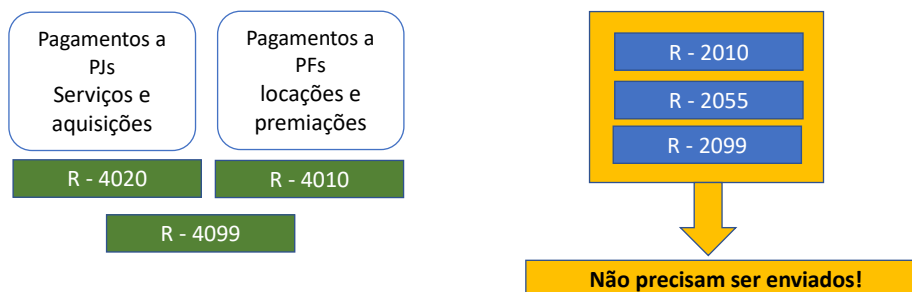 Pagamentos a
PJs
Serviços e
aquisições
Pagamentos a
PFs
locações e
premiações
R - 4020
R - 4010
R - 4099
R - 2010
R - 2055
R - 2099
Não precisam ser enviados!